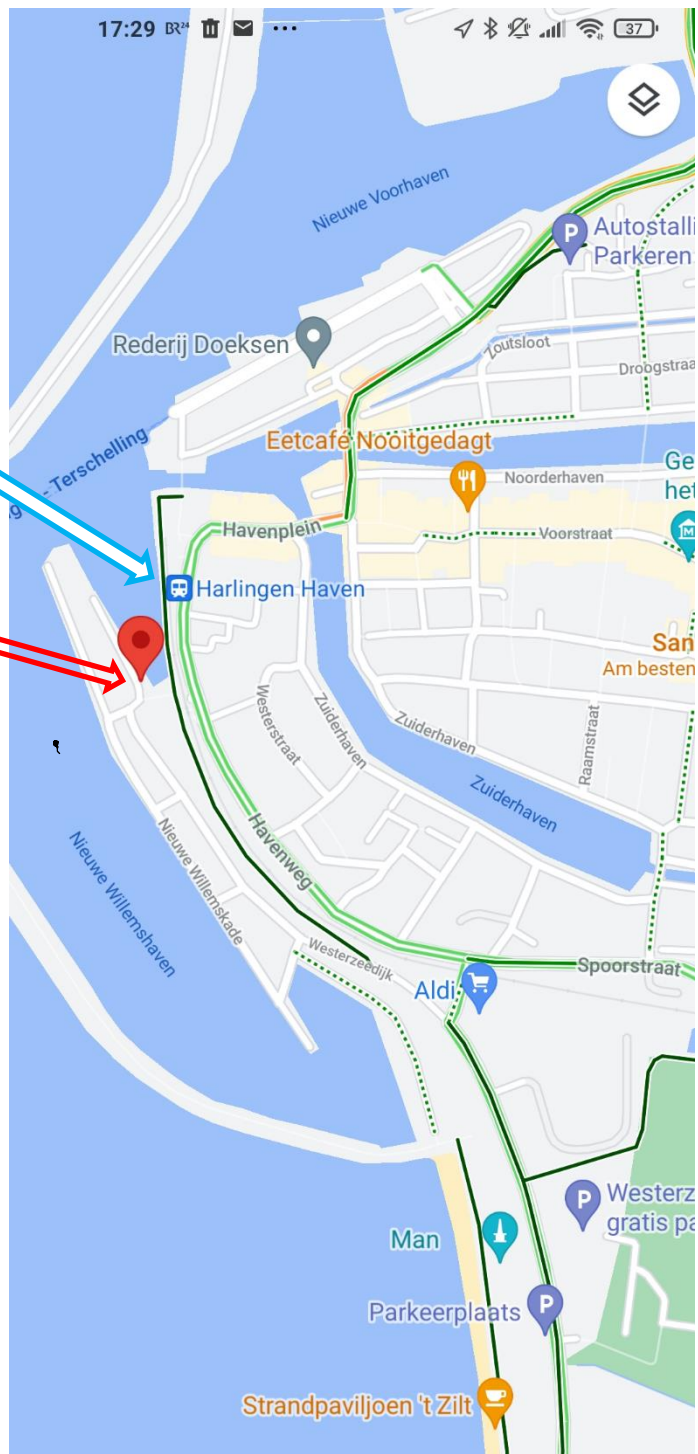 17:29 BR²⁴ ...
37
Nieuwe Voorhaven
Autostalli
Parkeren
Rederij Doeksen
Zoutsloot
Droogstraa
Terschelling
Eetcafé Nooitgedagt
Ge
het
Noorderhaven
Havenplein
Voorstraat
Harlingen Haven
San
Am besten
Westerstraat
Zuiderhaven
Zuiderhaven
Raamstraat
Zuiderhaven
Havenweg
Nieuwe Willemskade
Nieuwe Willemshaven
Westerzeedijk
Spoorstraat
Aldi
Westerz
gratis pa
Man
Parkeerplaats
Strandpaviljoen 't Zilt